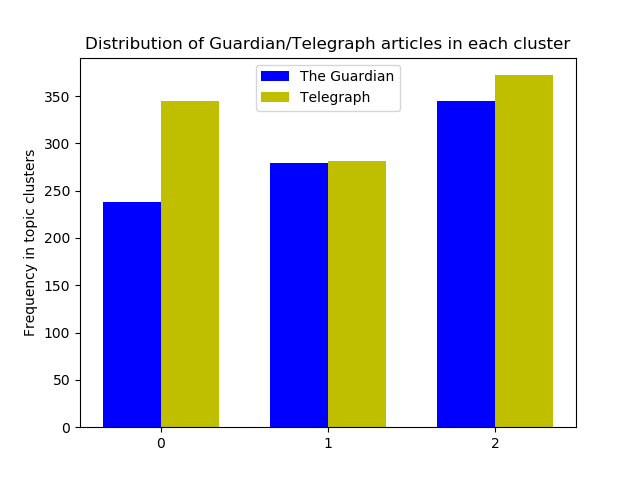 Distribution of Guardian/Telegraph articles in each cluster
The Guardian
Telegraph
Frequency in topic clusters
350
300
250
200
150
100
50
0
0 1 2